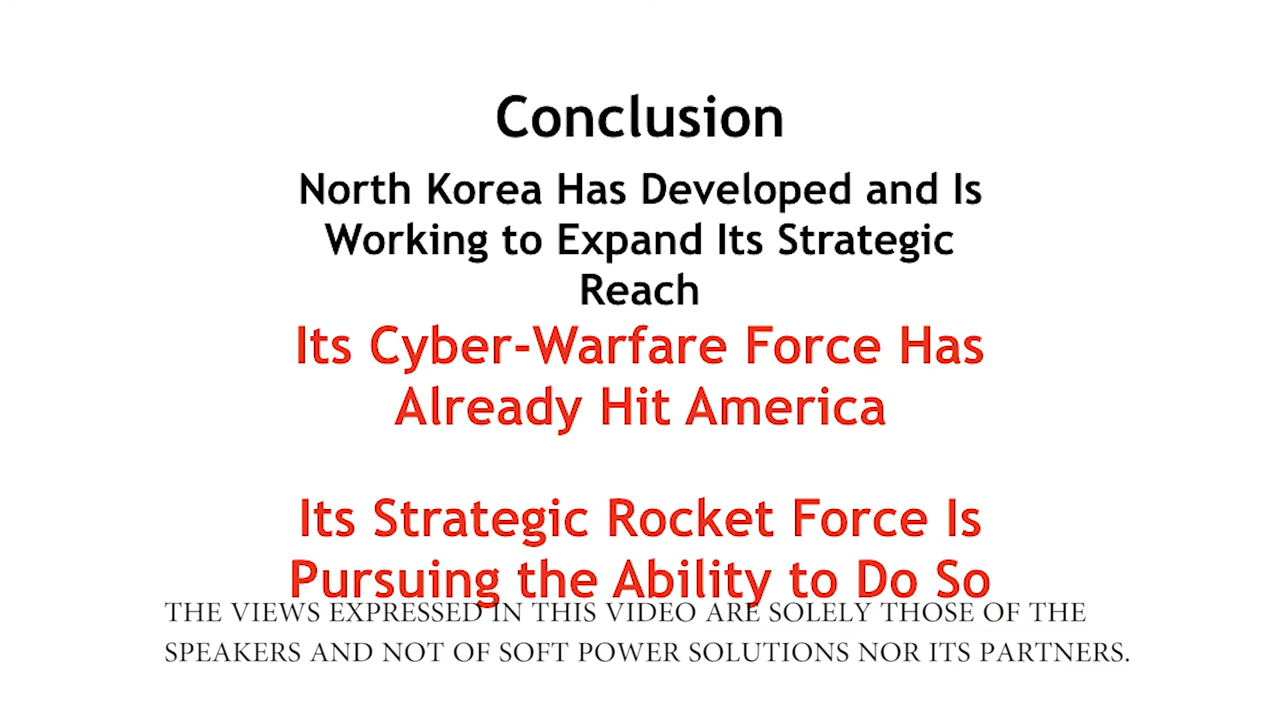 Conclusion
North Korea Has Developed and Is
Working to Expand Its Strategic
Reach
Its Cyber-Warfare Force Has
Already Hit America
Its Strategic Rocket Force Is
Pursuing the Ability to Do So
THE VIEWS EXPRESSED IN THIS VIDEO ARE SOLELY THOSE OF THE
SPEAKERS AND NOT OF SOFT POWER SOLUTIONS NOR ITS PARTNERS.